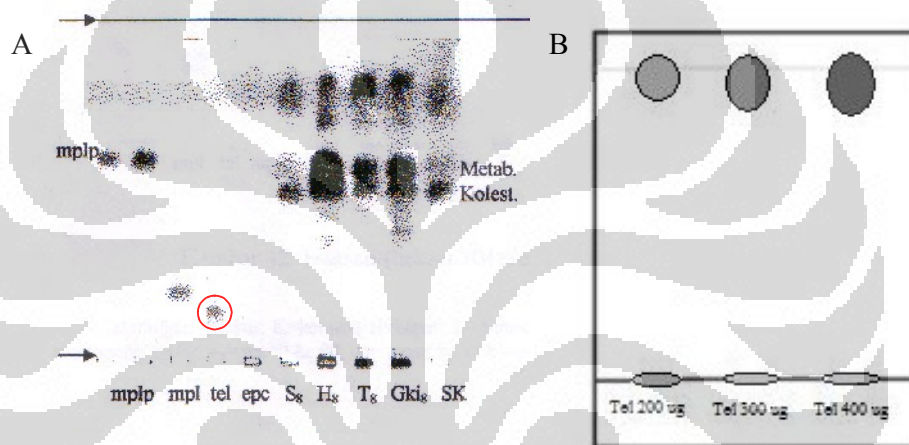 A
B
mplp
Metab.
Kolest.
mplp mpl tel epc S₈ H₈ T₈ Gki₈ SK
Tel 200 ug Tel 300 ug Tel 400 ug